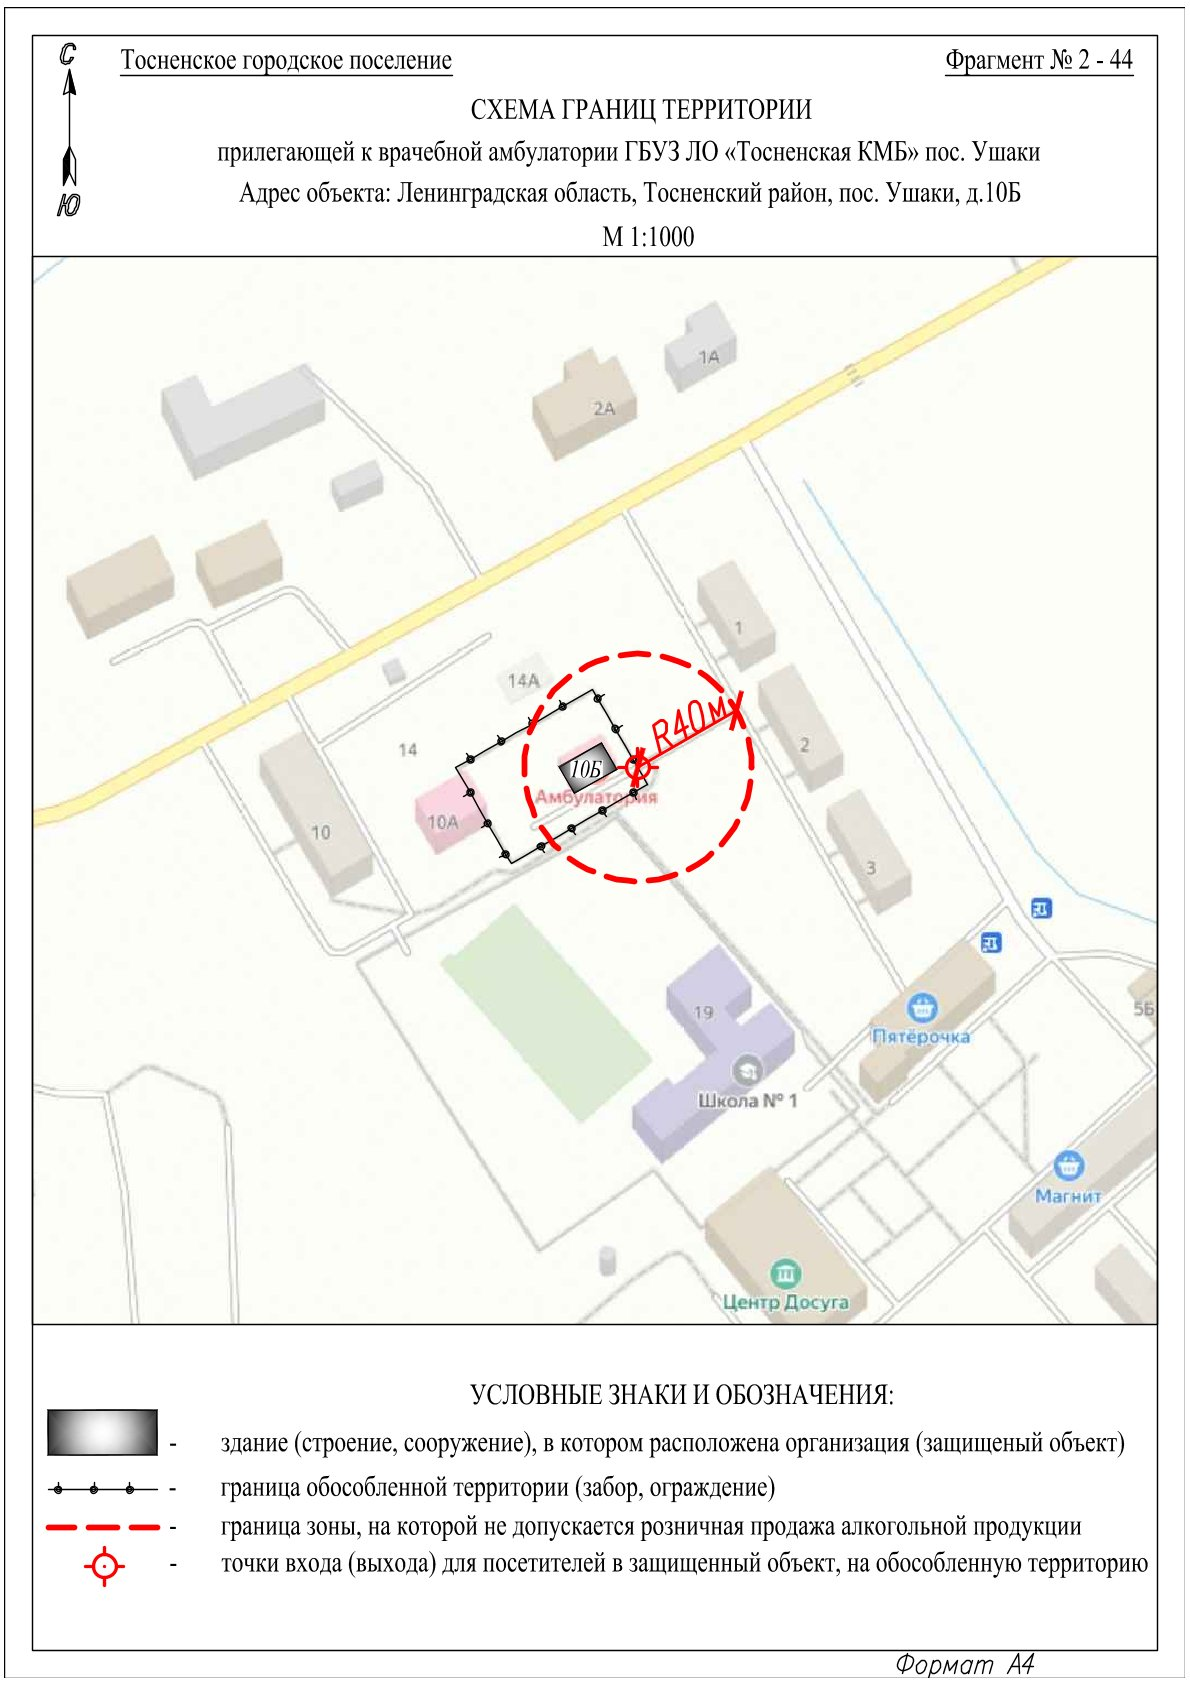 С
Ю
Тосненское городское поселение
Фрагмент № 2 - 44
СХЕМА ГРАНИЦ ТЕРРИТОРИИ
прилегающей к врачебной амбулатории ГБУЗ ЛО «Тосненская КМБ» пос. Ушаки
Адрес объекта: Ленинградская область, Тосненский район, пос. Ушаки, д.10Б
М 1:1000
1А
2А
1
14А
R40м
2
14
10Б
Амбулатория
10А
10
3
19
5Б
Пятёрочка
Школа № 1
Магнит
Центр Досуга
УСЛОВНЫЕ ЗНАКИ И ОБОЗНАЧЕНИЯ:
- здание (строение, сооружение), в котором расположена организация (защищеный объект)
- граница обособленной территории (забор, ограждение)
- граница зоны, на которой не допускается розничная продажа алкогольной продукции
- точки входа (выхода) для посетителей в защищенный объект, на обособленную территорию
Формат А4